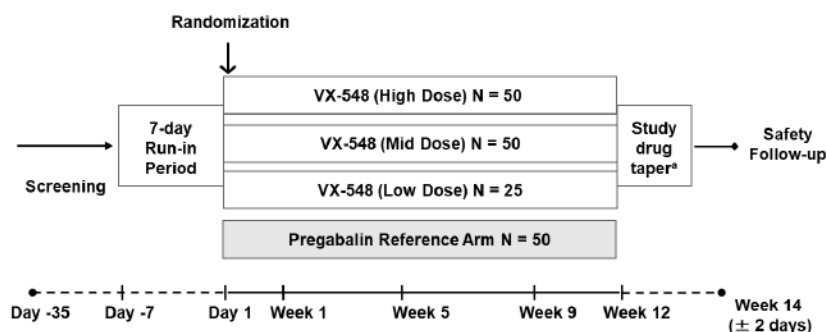 Randomization
VX-548 (High Dose) N = 50
7-day
Run-in
Period
VX-548 (Mid Dose) N = 50
Study
drug
taperᵃ
Safety
Follow-up
Screening
VX-548 (Low Dose) N = 25
Pregabalin Reference Arm N = 50
Day -35
Day -7
Day 1
Week 1
Week 5
Week 9
Week 12
Week 14
(± 2 days)